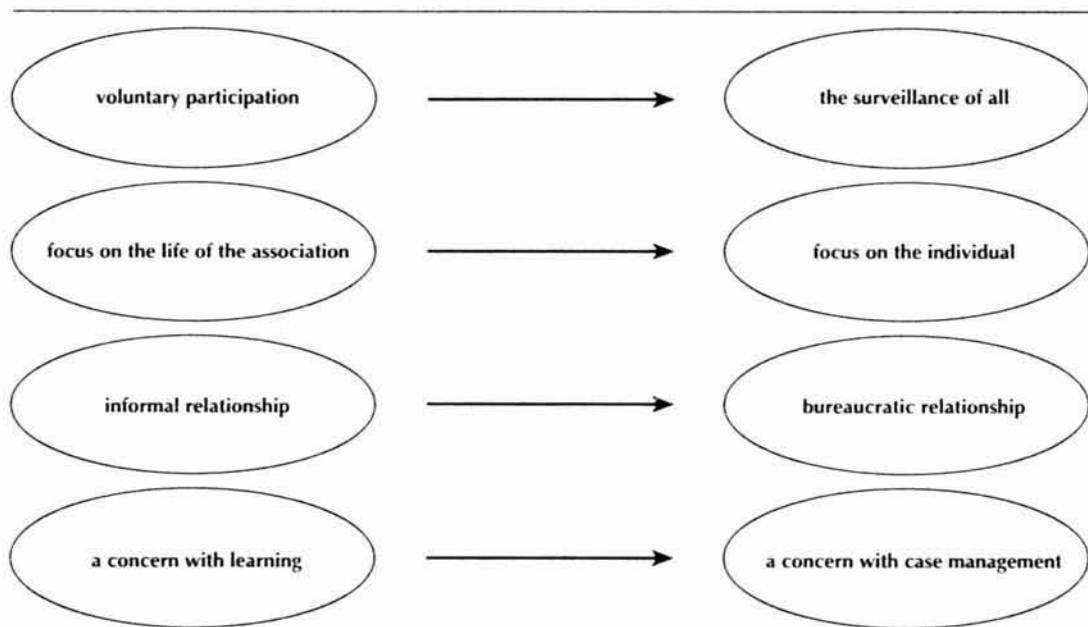 voluntary participation
the surveillance of all
focus on the life of the association
focus on the individual
informal relationship
bureaucratic relationship
a concern with learning
a concern with case management